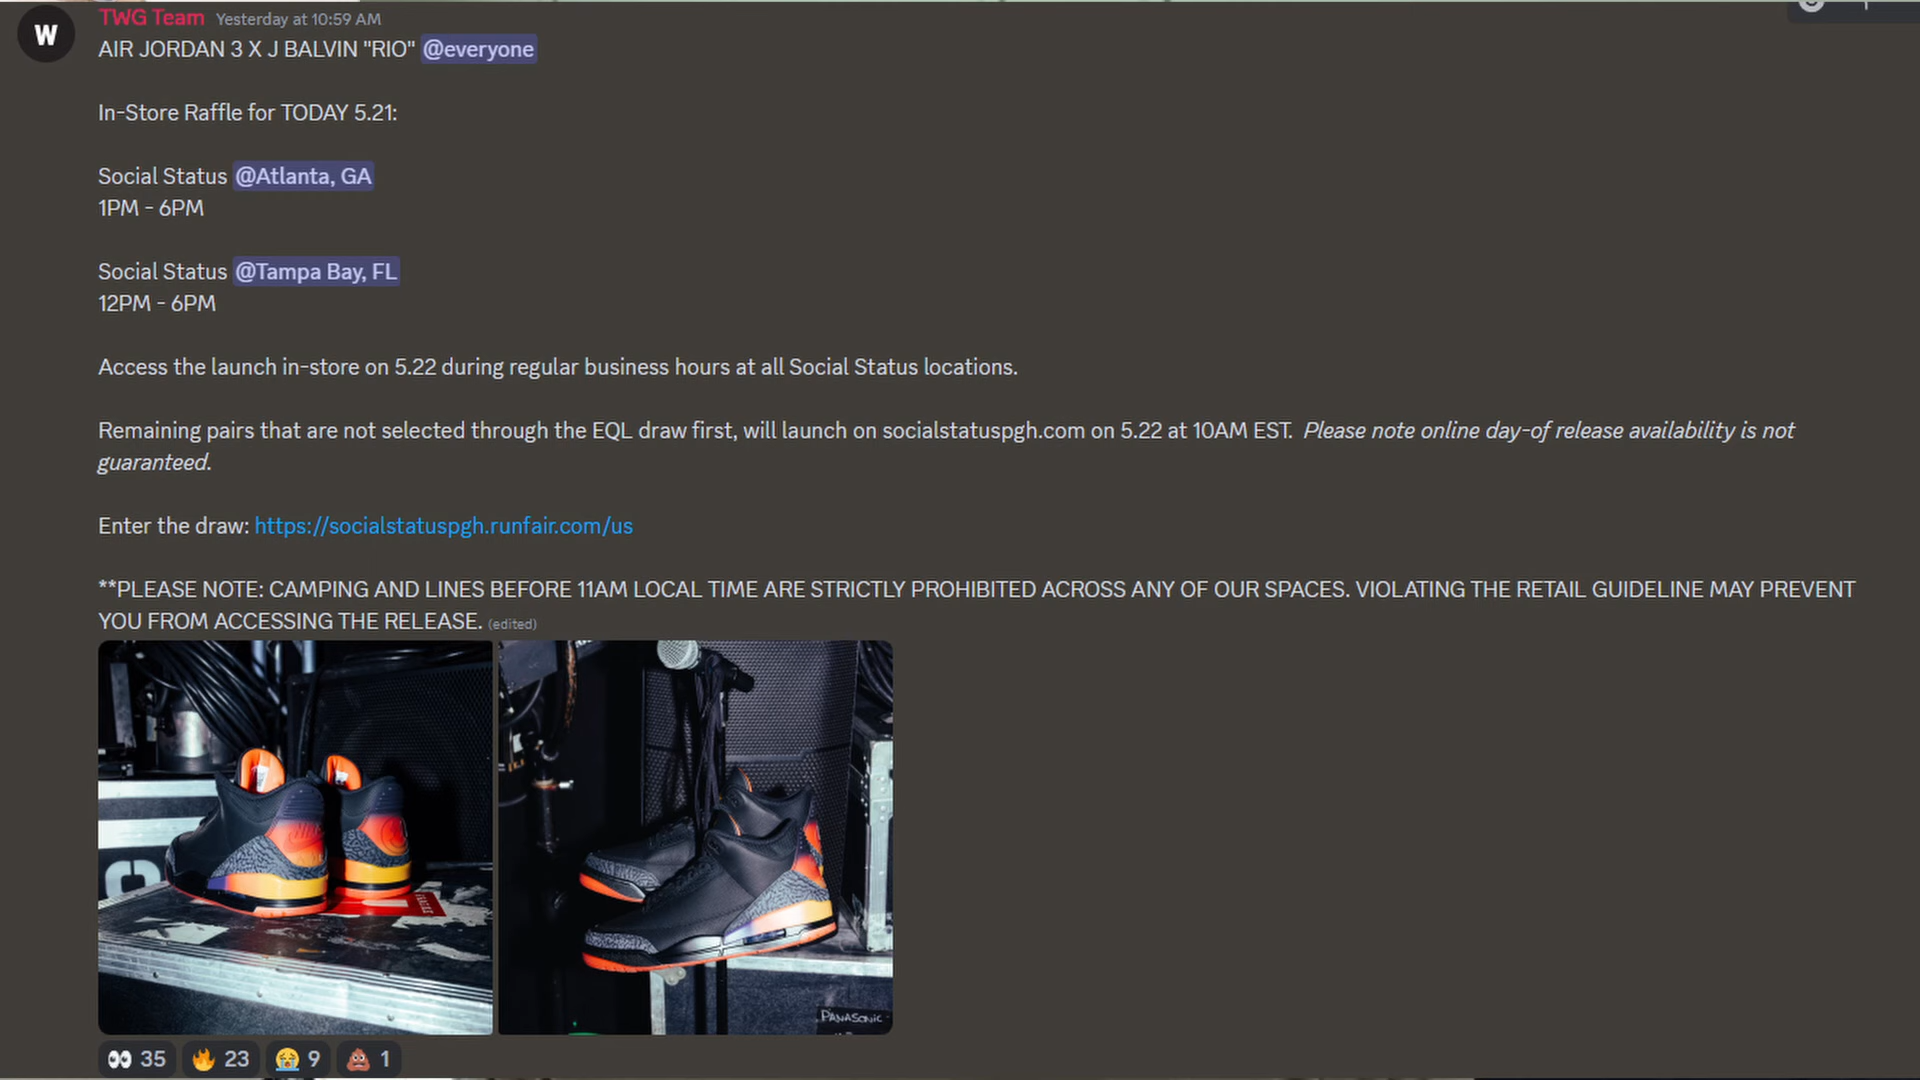 W
TWG Team Yesterday at 10:59 AM
AIR JORDAN 3 X J BALVIN "RIO" @everyone
In-Store Raffle for TODAY 5.21:
Social Status @Atlanta, GA
1PM - 6PM
Social Status @Tampa Bay, FL
12PM - 6PM
Access the launch in-store on 5.22 during regular business hours at all Social Status locations.
Remaining pairs that are not selected through the EQL draw first, will launch on socialstatuspgh.com on 5.22 at 10AM EST. Please note online day-of release availability is not
guaranteed.
Enter the draw: https://socialstatuspgh.runfair.com/us
**PLEASE NOTE: CAMPING AND LINES BEFORE 11AM LOCAL TIME ARE STRICTLY PROHIBITED ACROSS ANY OF OUR SPACES. VIOLATING THE RETAIL GUIDELINE MAY PREVENT
YOU FROM ACCESSING THE RELEASE. (edited)
PANASONIC
👀 35 🔥 23 😭 9 💩 1